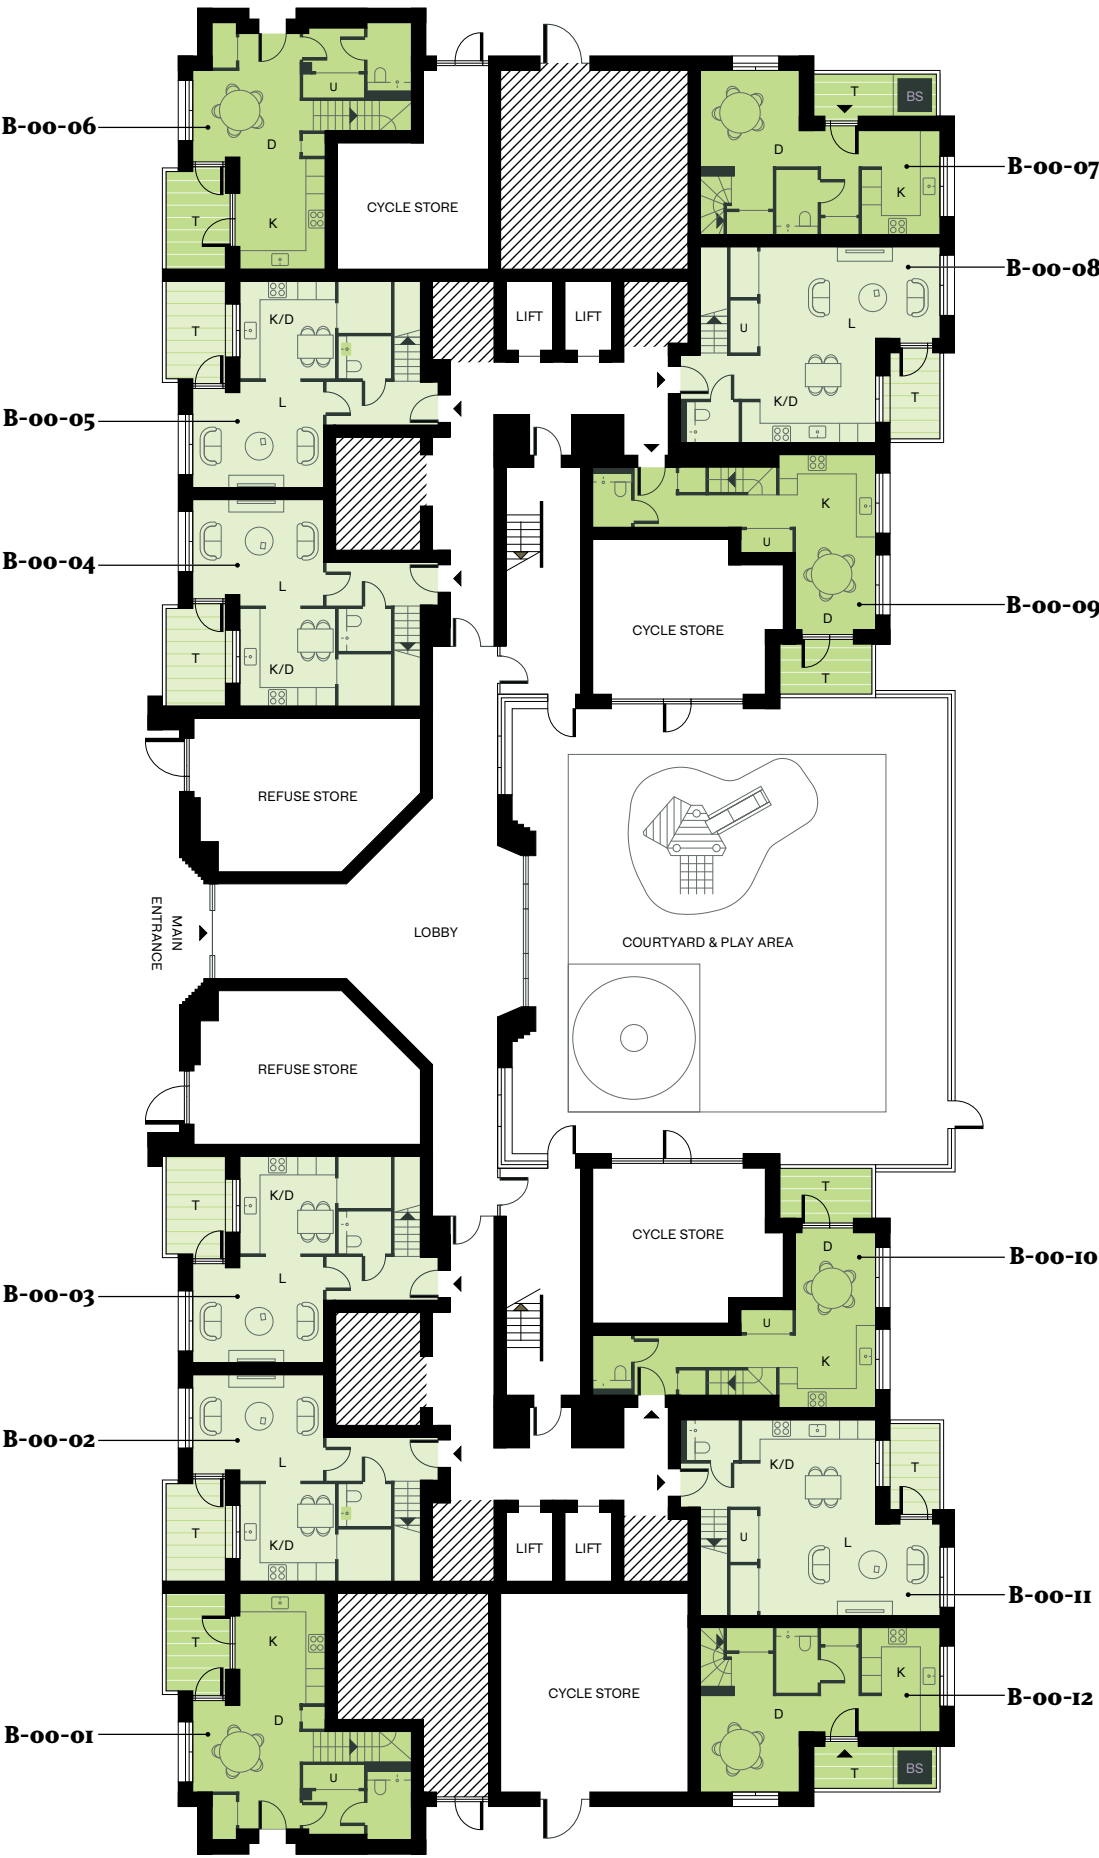 T
BS
U
B-00-06
D
D
B-00-07
K
CYCLE STORE
T
K
B-00-08
LIFT
LIFT
K/D
L
T
U
T
L
K/D
B-00-05
K
U
B-00-04
L
B-00-09
D
CYCLE STORE
T
K/D
T
REFUSE STORE
MAIN
ENTRANCE
LOBBY
COURTYARD & PLAY AREA
REFUSE STORE
T
K/D
T
CYCLE STORE
D
B-00-10
L
B-00-03
U
K
B-00-02
L
K/D
T
T
K/D
U
L
LIFT
LIFT
B-00-11
T
K
K
CYCLE STORE
B-00-12
D
D
B-00-01
U
T
BS